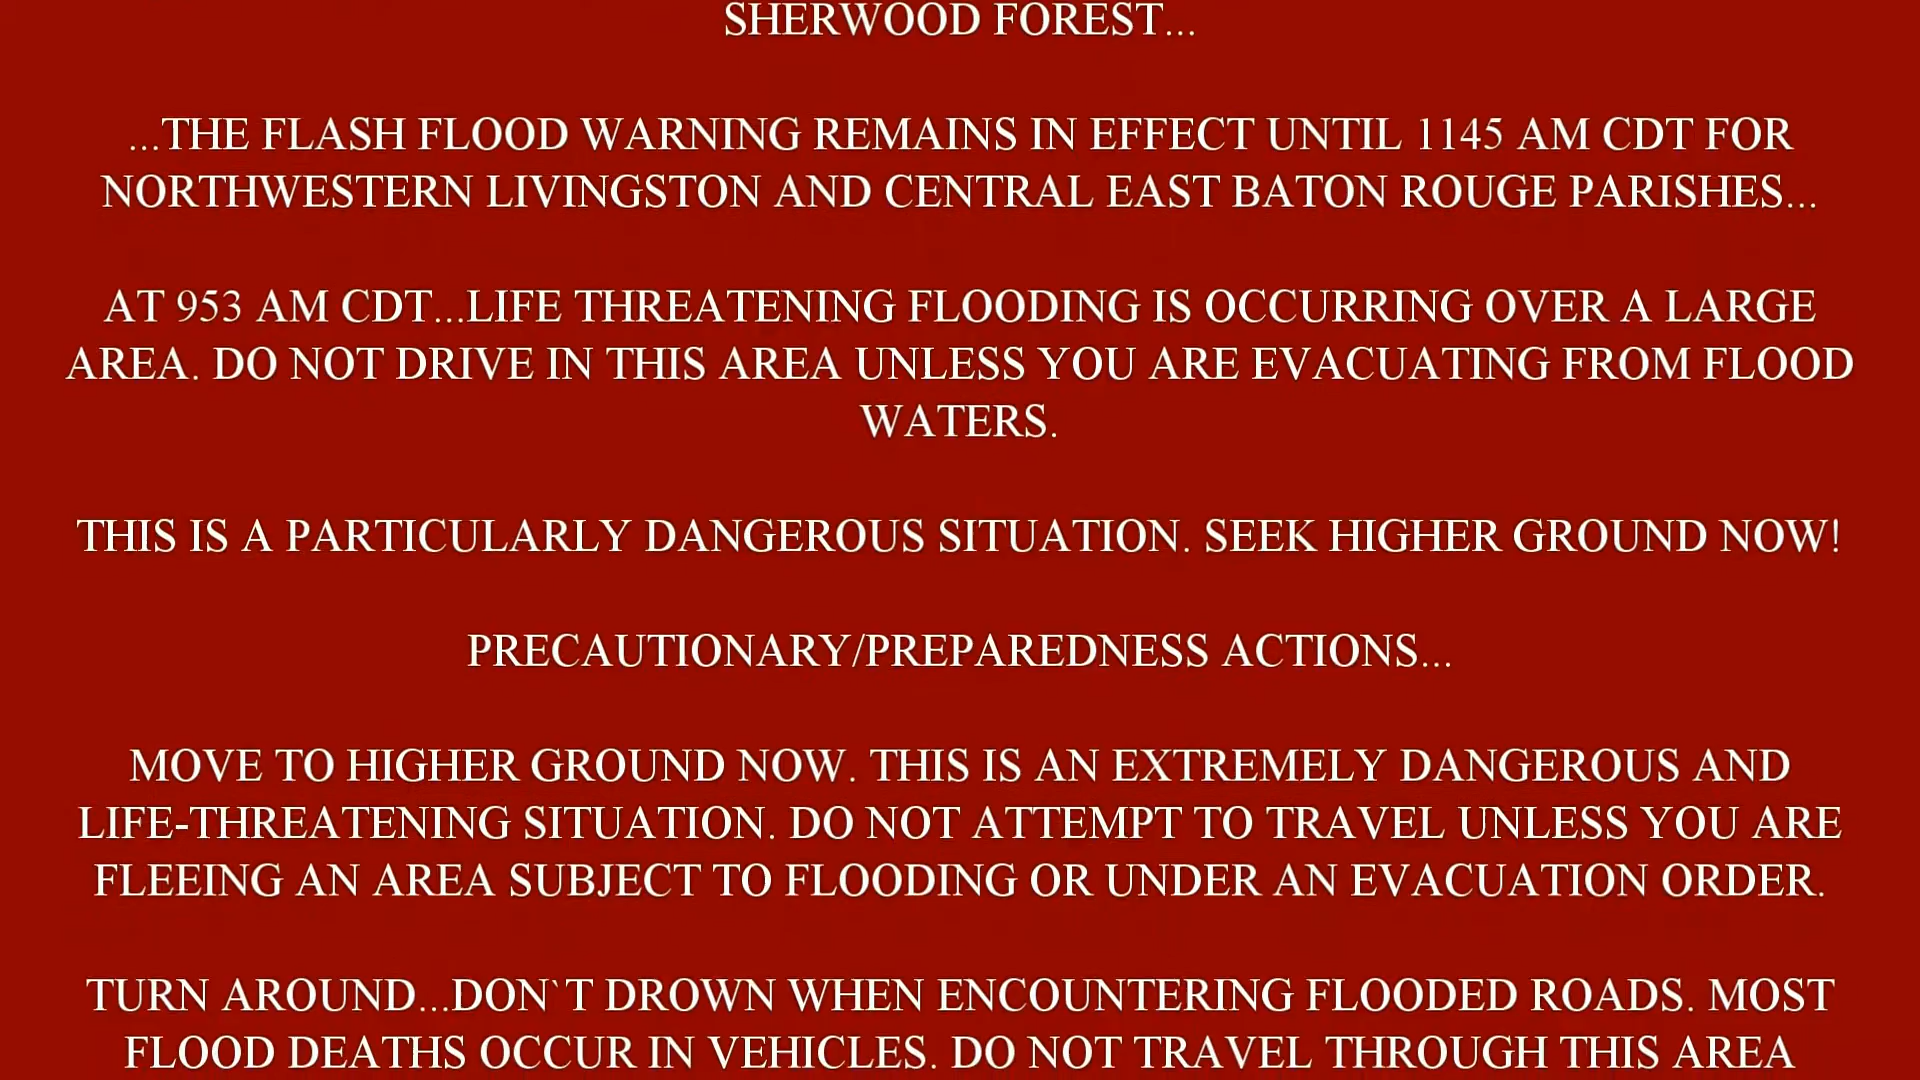 SHERWOOD FOREST...
...THE FLASH FLOOD WARNING REMAINS IN EFFECT UNTIL 1145 AM CDT FOR
NORTHWESTERN LIVINGSTON AND CENTRAL EAST BATON ROUGE PARISHES...
AT 953 AM CDT...LIFE THREATENING FLOODING IS OCCURRING OVER A LARGE
AREA. DO NOT DRIVE IN THIS AREA UNLESS YOU ARE EVACUATING FROM FLOOD
WATERS.
THIS IS A PARTICULARLY DANGEROUS SITUATION. SEEK HIGHER GROUND NOW!
PRECAUTIONARY/PREPAREDNESS ACTIONS...
MOVE TO HIGHER GROUND NOW. THIS IS AN EXTREMELY DANGEROUS AND
LIFE-THREATENING SITUATION. DO NOT ATTEMPT TO TRAVEL UNLESS YOU ARE
FLEEING AN AREA SUBJECT TO FLOODING OR UNDER AN EVACUATION ORDER.
TURN AROUND...DON`T DROWN WHEN ENCOUNTERING FLOODED ROADS. MOST
FLOOD DEATHS OCCUR IN VEHICLES. DO NOT TRAVEL THROUGH THIS AREA